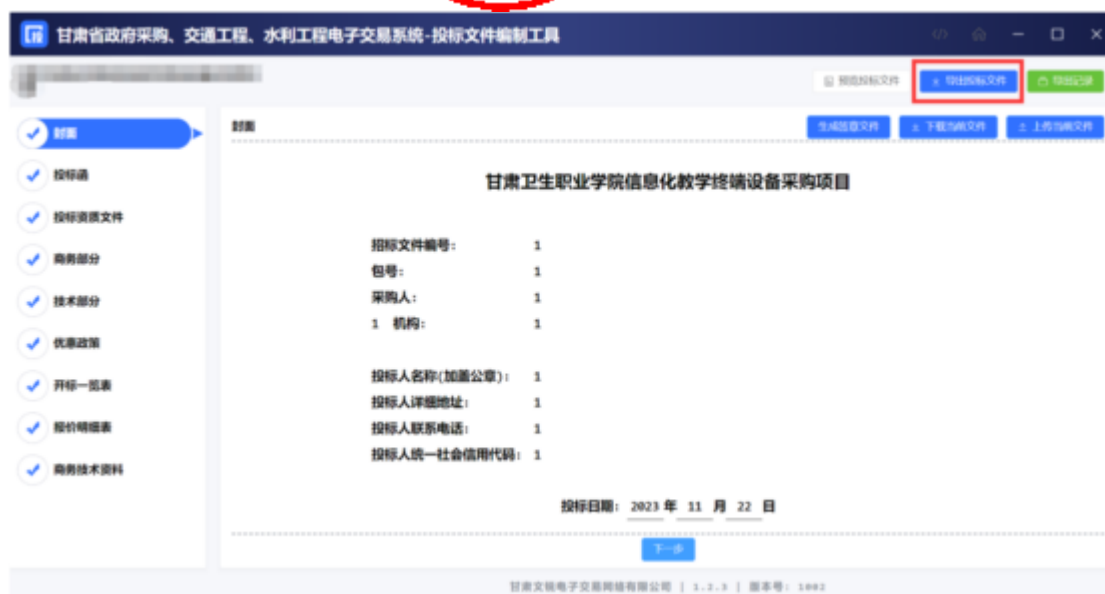 甘肃省政府采购、交通工程、水利工程电子交易系统-投标文件编制工具
预览投标文件
导出投标文件
导出记录
封面
投标函
投标资质文件
商务部分
技术部分
优惠政策
开标一览表
报价明细表
商务技术资料
封面
生成签章文件
下载当前文件
上传当前文件
甘肃卫生职业学院信息化教学终端设备采购项目
招标文件编号： 1
包号： 1
采购人： 1
1 机构： 1
投标人名称(加盖公章)： 1
投标人详细地址： 1
投标人联系电话： 1
投标人统一社会信用代码： 1
投标日期： 2023 年 11 月 22 日
下一步
甘肃文锐电子交易网络有限公司 | 1.2.3 | 版本号： 1002